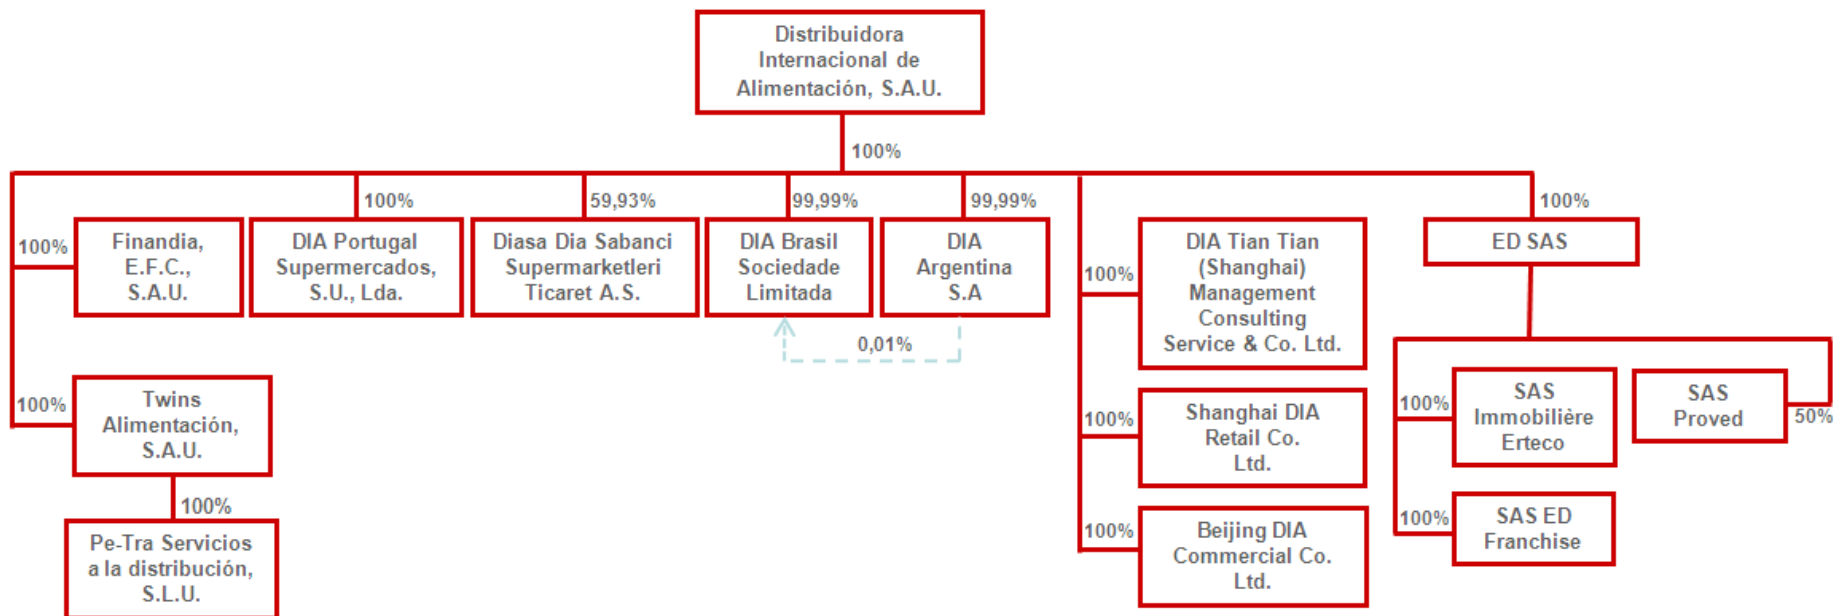 Distribuidora
Internacional de
Alimentación, S.A.U.
100%
100%
59,93%
99,99%
99,99%
100%
100%
Finandia,
E.F.C.,
S.A.U.
DIA Portugal
Supermercados,
S.U., Lda.
Diasa Dia Sabanci
Supermarketleri
Ticaret A.S.
DIA Brasil
Sociedade
Limitada
DIA
Argentina
S.A
0,01%
100%
DIA Tian Tian
(Shanghai)
Management
Consulting
Service & Co. Ltd.
ED SAS
100%
Twins
Alimentación,
S.A.U.
100%
Shanghai DIA
Retail Co.
Ltd.
100%
SAS
Immobilière
Erteco
SAS
Proved
50%
100%
Pe-Tra Servicios
a la distribución,
S.L.U.
100%
Beijing DIA
Commercial Co.
Ltd.
100%
SAS ED
Franchise